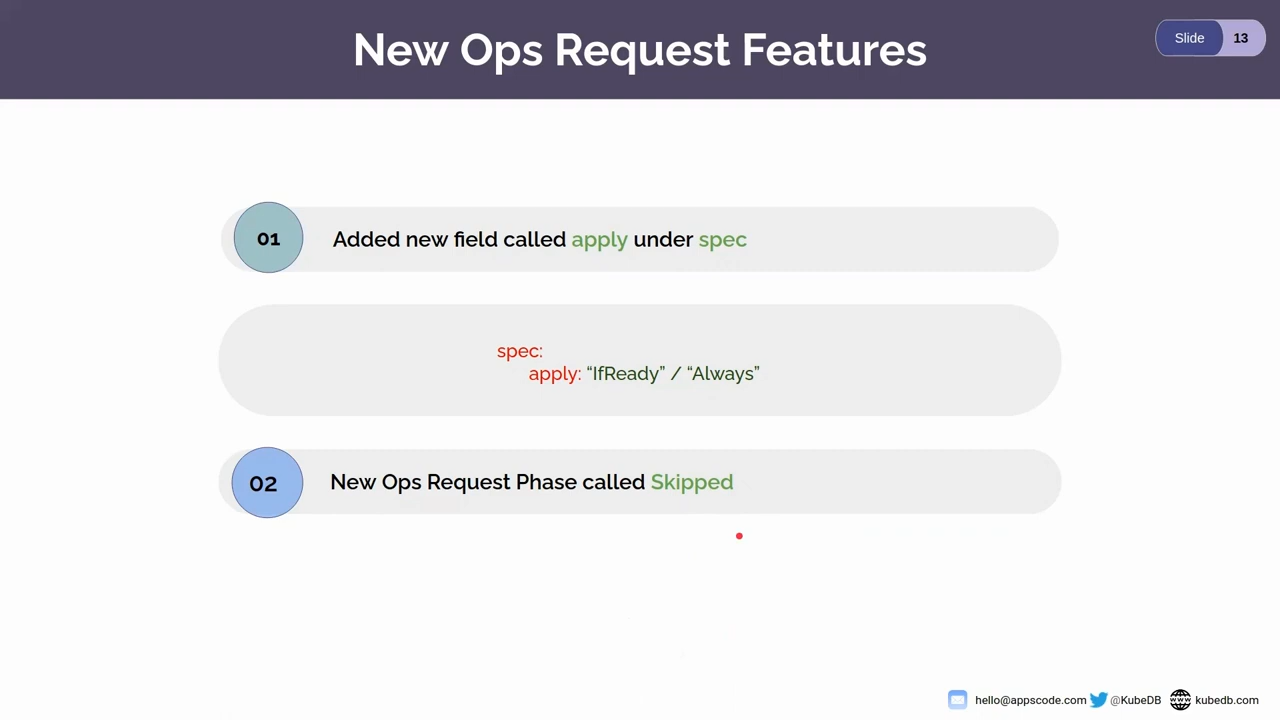 New Ops Request Features
Slide 13
01
Added new field called apply under spec
spec:
apply: “IfReady” / “Always”
02
New Ops Request Phase called Skipped
hello@appscode.com @KubeDB kubedb.com